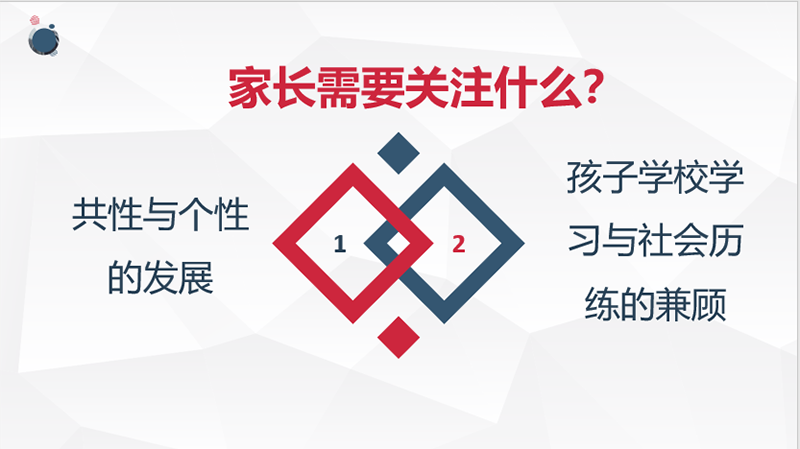 家长需要关注什么?
共性与个性
的发展
1
2
孩子学校学
习与社会历
练的兼顾